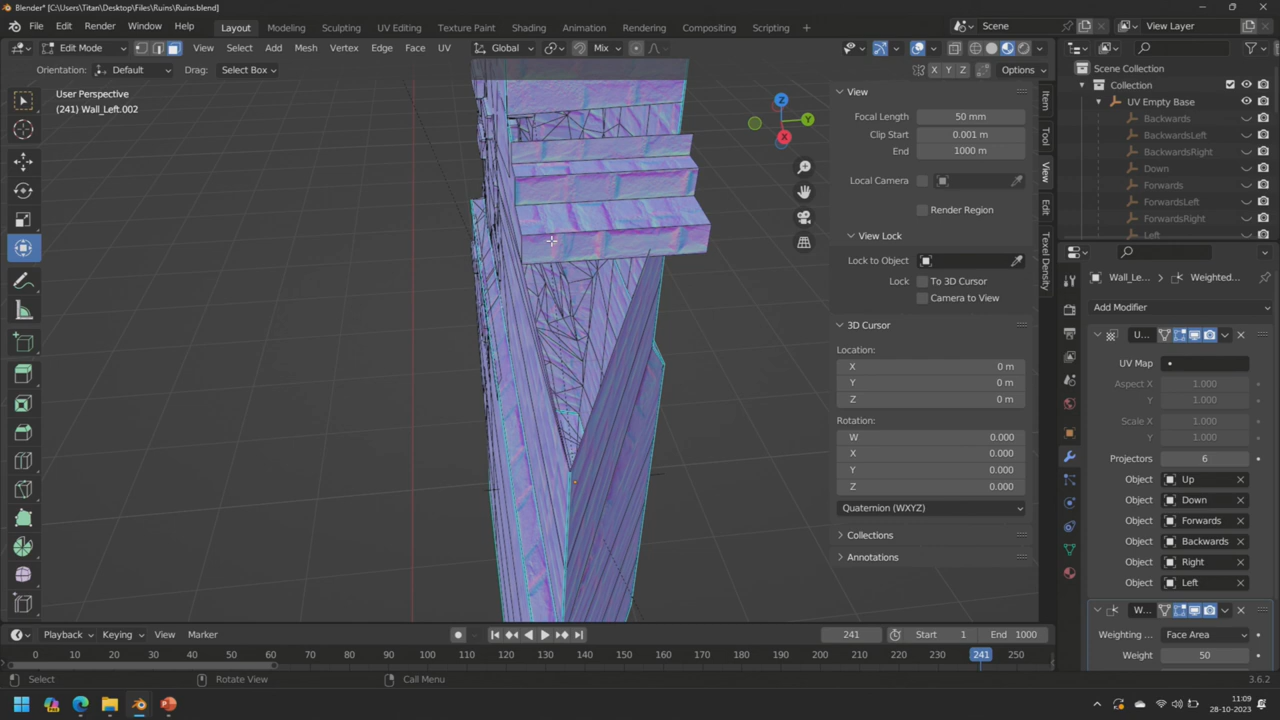 Blender* [C:\Users\Titan\Desktop\Files\Ruins\Ruins.blend]
File Edit Render Window Help Layout Modeling Sculpting UV Editing Texture Paint Shading Animation Rendering Compositing Scripting + Scene View Layer
Edit Mode View Select Add Mesh Vertex Edge Face UV Global Mix
Orientation: Default Drag: Select Box X Y Z Options
User Perspective
(241) Wall_Left.002
Z
Y
X
View
Focal Length 50 mm
Clip Start 0.001 m
End 1000 m
Local Camera
Render Region
View Lock
Lock to Object
Lock To 3D Cursor
Camera to View
3D Cursor
Location:
X 0 m
Y 0 m
Z 0 m
Rotation:
W 0.000
X 0.000
Y 0.000
Z 0.000
Quaternion (WXYZ)
Collections
Annotations
Item
Tool
View
Edit
Texel Density
Scene Collection
Collection
UV Empty Base
Backwards
BackwardsLeft
BackwardsRight
Down
Forwards
ForwardsLeft
ForwardsRight
Left
Wall_Le... Weighted...
Add Modifier
U...
UV Map
Aspect X 1.000
Y 1.000
Scale X 1.000
Y 1.000
Projectors 6
Object Up
Object Down
Object Forwards
Object Backwards
Object Right
Object Left
W...
Weighting ... Face Area
Weight 50
Playback Keying View Marker 241 Start 1 End 1000
0 10 20 30 40 50 60 70 80 90 100 110 120 130 140 150 160 170 180 190 200 210 220 230 241 250
Select Rotate View Call Menu 3.6.2
11:09
28-10-2023